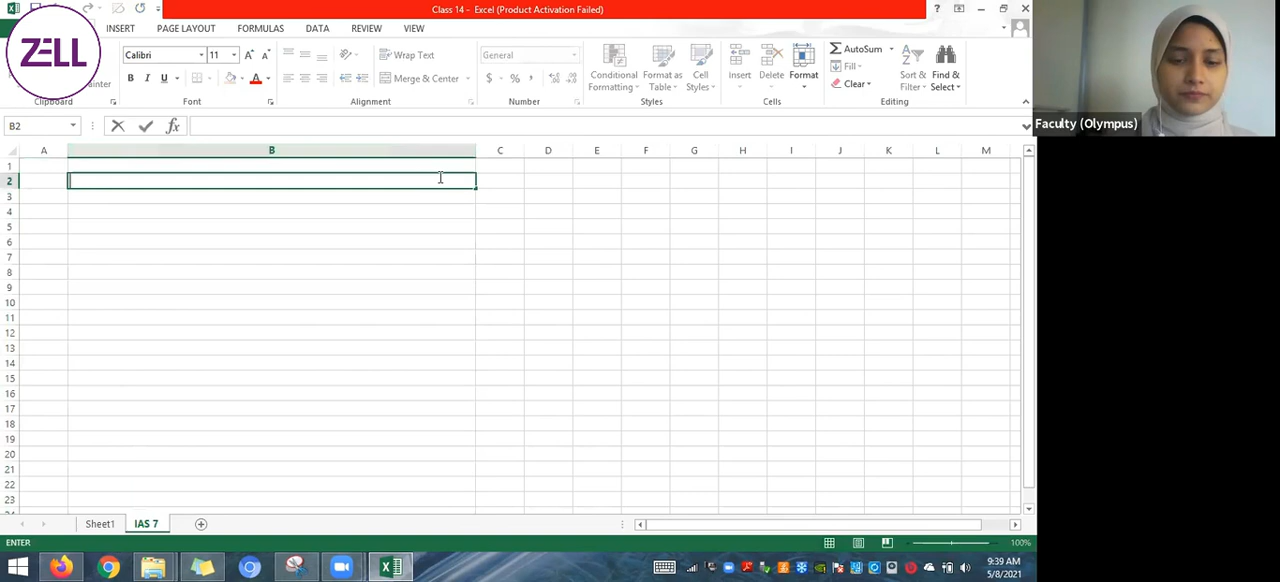 Class 14 - Excel (Product Activation Failed)
?
ZELL
INSERT PAGE LAYOUT FORMULAS DATA REVIEW VIEW
Calibri 11 A A Wrap Text General AutoSum
Fill
B I U A Merge & Center $ % , Conditional Formatting Format as Table Cell Styles Insert Delete Format Clear Sort & Filter Find & Select
Clipboard Font Alignment Number Styles Cells Editing
Faculty (Olympus)
B2 fx
A B C D E F G H I J K L M
1
2
3
4
5
6
7
8
9
10
11
12
13
14
15
16
17
18
19
20
21
22
23
Sheet1 IAS 7
ENTER 100%
9:39 AM
5/8/2021